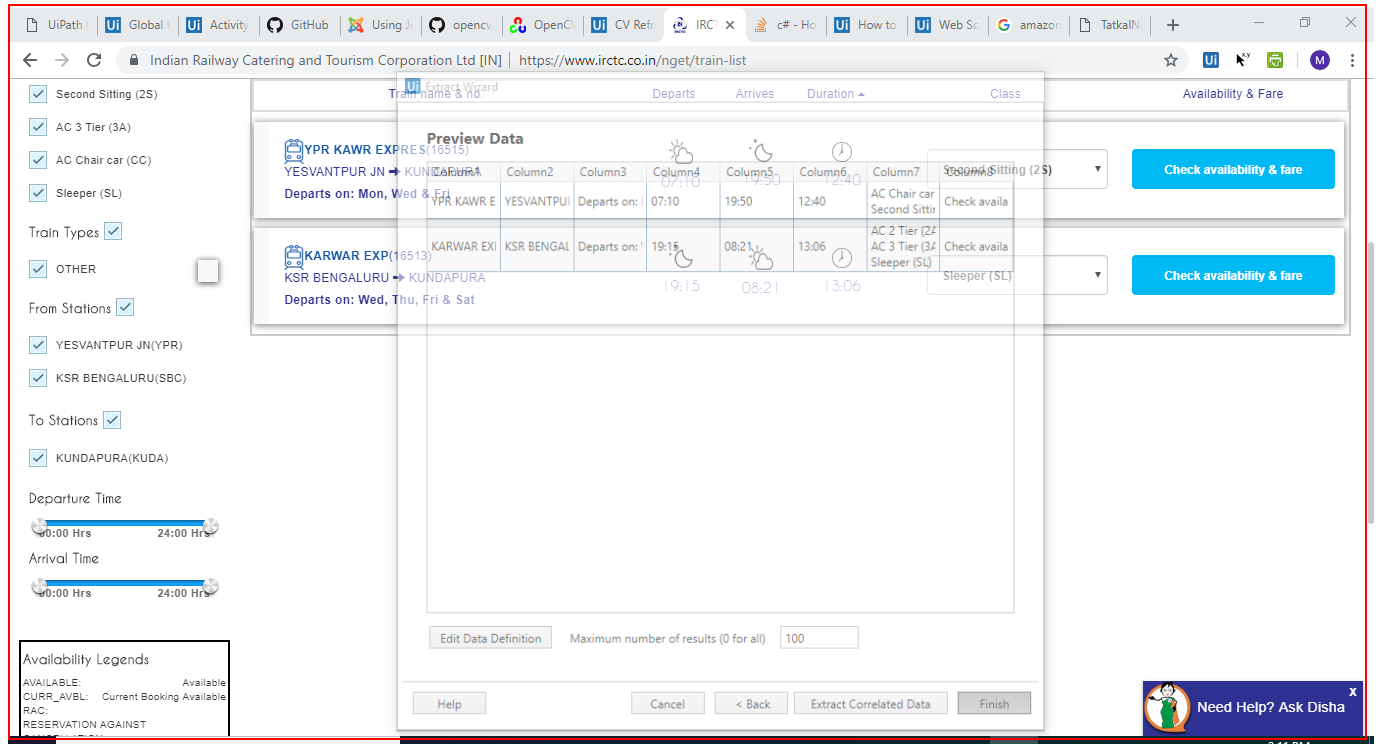 UiPath Global E Activity GitHub Using Je opencv OpenCV CV Refr IRCT c# - Ho How to Web Sc amazon TatkalN
Indian Railway Catering and Tourism Corporation Ltd [IN] | https://www.irctc.co.in/nget/train-list
Ui Extract Wizard
Train name & no. Departs Arrives Duration Class Availability & Fare
Second Sitting (2S)
AC 3 Tier (3A)
AC Chair car (CC)
Sleeper (SL)
Train Types
OTHER
From Stations
YESVANTPUR JN(YPR)
KSR BENGALURU(SBC)
To Stations
KUNDAPURA(KUDA)
Departure Time
00:00 Hrs 24:00 Hrs
Arrival Time
00:00 Hrs 24:00 Hrs
Availability Legends
AVAILABLE: Available
CURR_AVBL: Current Booking Available
RAC:
RESERVATION AGAINST
CANCELLATION
YPR KAWR EXPRES(16515)
YESVANTPUR JN KUNDAPURA
Departs on: Mon, Wed & Fri
07:10 19:50 12:40
Second Sitting (2S)
Check availability & fare
KARWAR EXP(16513)
KSR BENGALURU KUNDAPURA
Departs on: Wed, Thu, Fri & Sat
19:15 08:21 13:06
Sleeper (SL)
Check availability & fare
Preview Data
Column1 Column2 Column3 Column4 Column5 Column6 Column7 Column8
YPR KAWR E YESVANTPUI Departs on: 07:10 19:50 12:40 AC Chair car Check availa
Second Sittin
KARWAR EXI KSR BENGAL Departs on: 19:15 08:21 13:06 AC 2 Tier (2A Check availa
AC 3 Tier (3A
Sleeper (SL)
Edit Data Definition Maximum number of results (0 for all) 100
Help Cancel < Back Extract Correlated Data Finish
x
Need Help? Ask Disha
2:11 PM